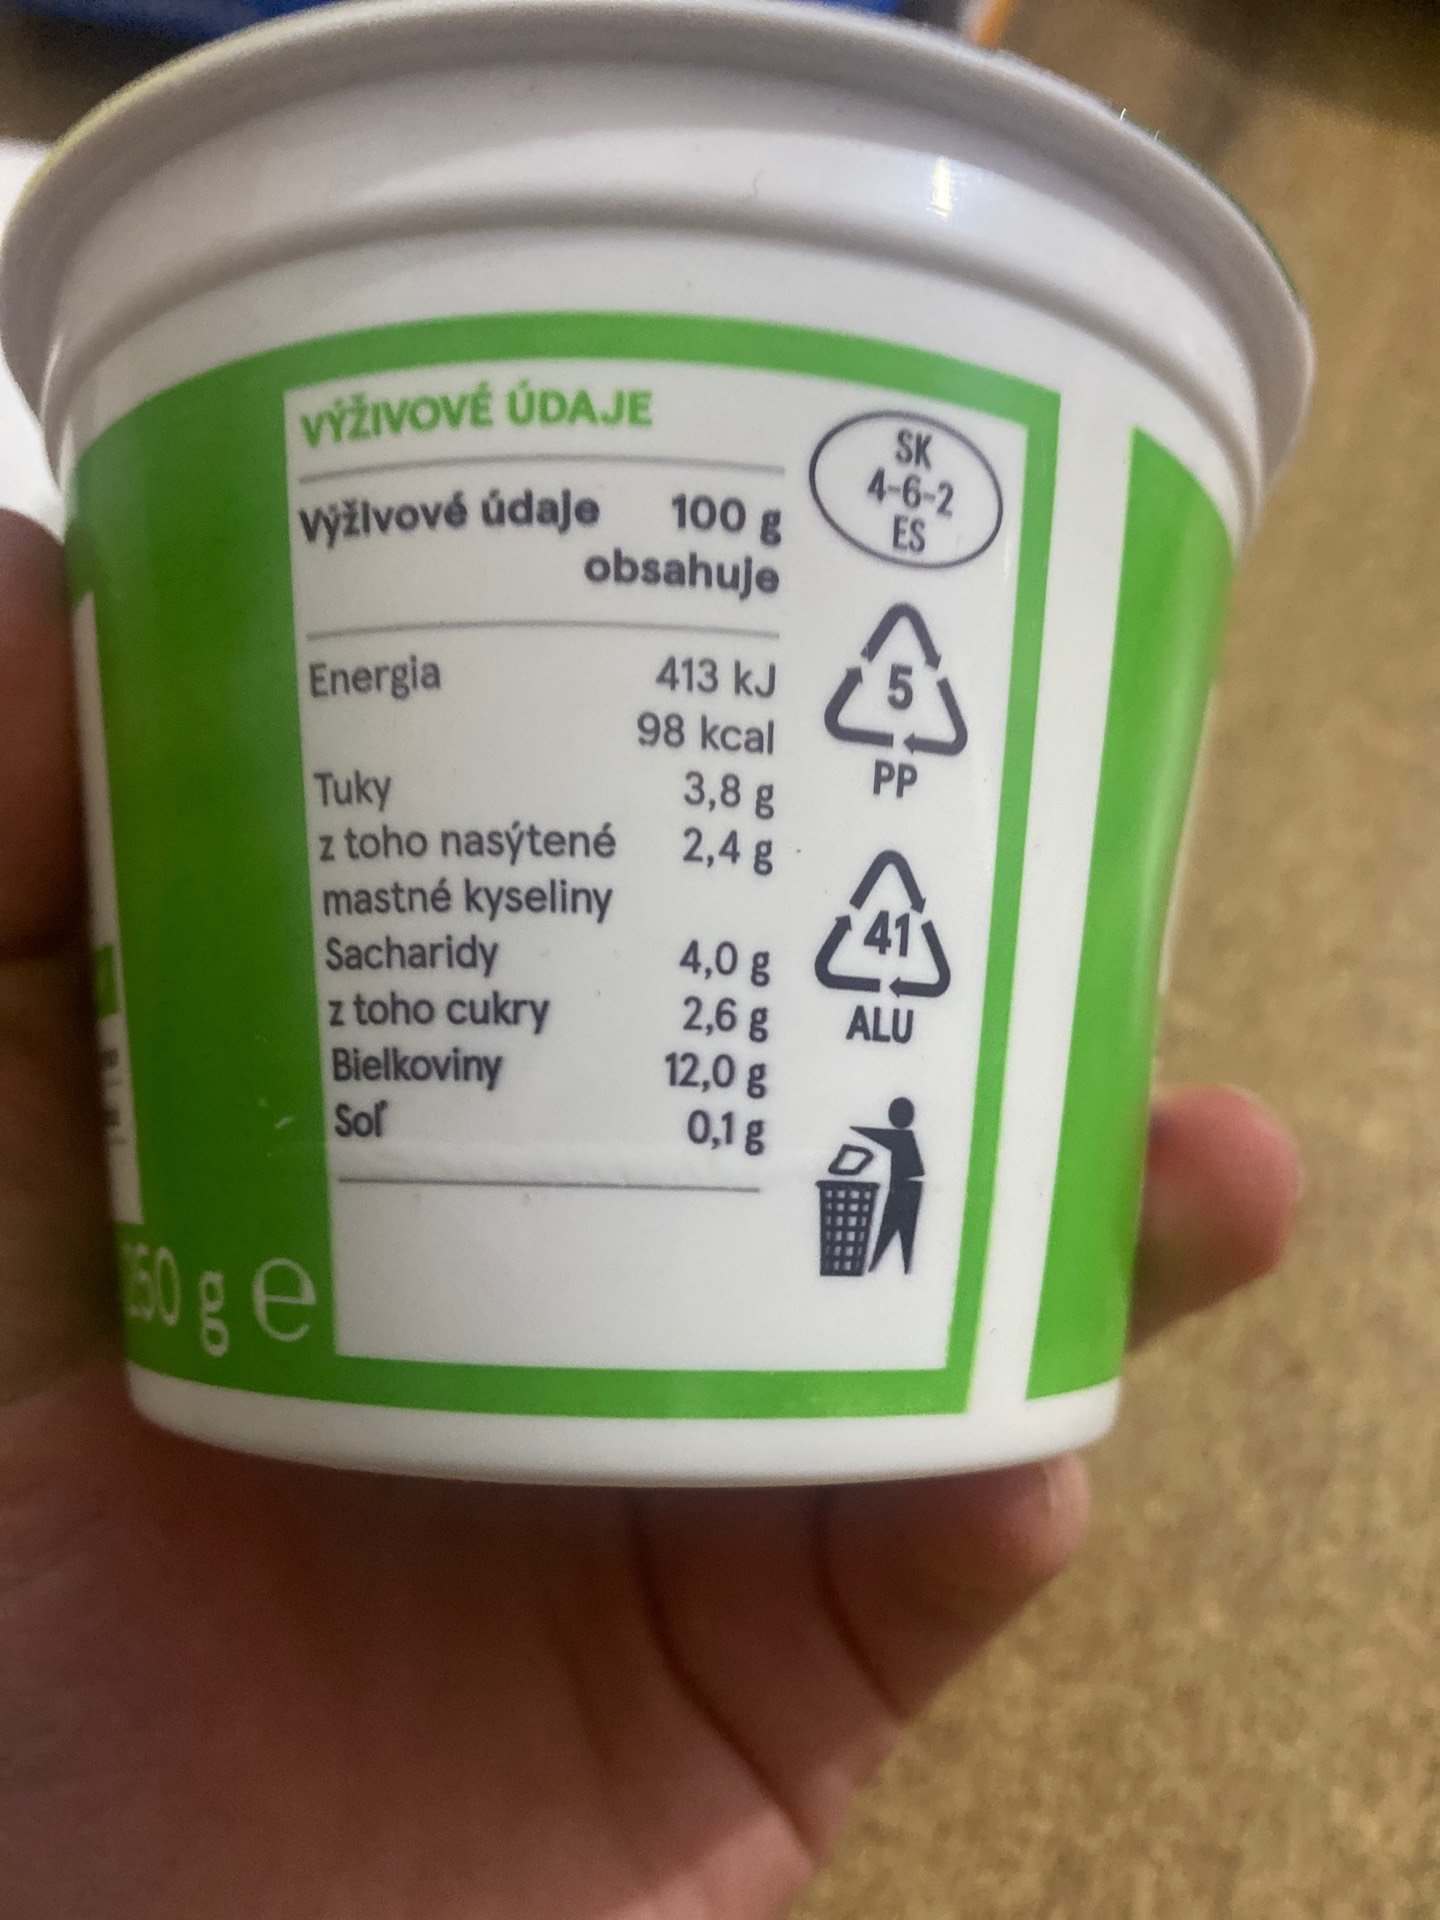 VÝŽIVOVÉ ÚDAJE
Výživové údaje 100 g
obsahuje
Energia 413 kJ
98 kcal
Tuky 3,8 g
z toho nasýtené 2,4 g
mastné kyseliny
Sacharidy 4,0 g
z toho cukry 2,6 g
Bielkoviny 12,0 g
Soľ 0,1 g
SK
4-6-2
ES
5
PP
41
ALU
250 g e